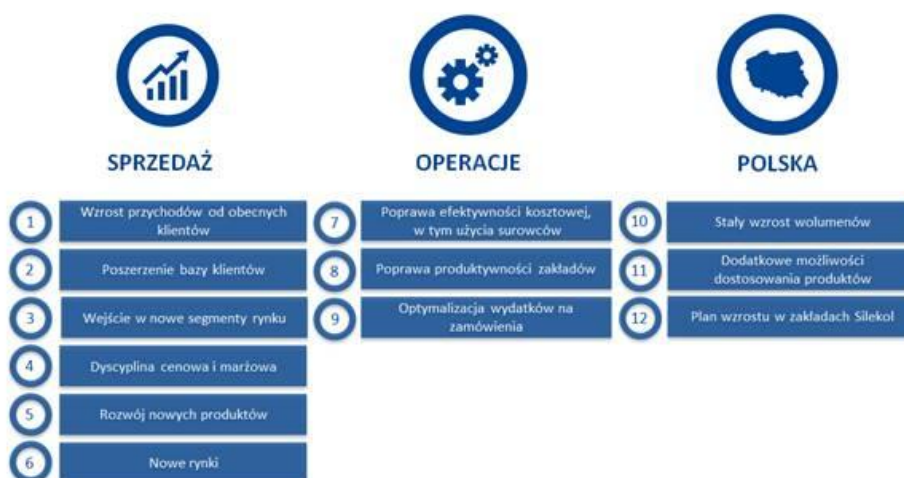 SPRZEDAŻ
1
Wzrost przychodów od obecnych
klientów
2
Poszerzenie bazy klientów
3
Wejście w nowe segmenty rynku
4
Dyscyplina cenowa i marżowa
5
Rozwój nowych produktów
6
Nowe rynki
OPERACJE
7
Poprawa efektywności kosztowej,
w tym użycia surowców
8
Poprawa produktywności zakładów
9
Optymalizacja wydatków na
zamówienia
POLSKA
10
Stały wzrost wolumenów
11
Dodatkowe możliwości
dostosowania produktów
12
Plan wzrostu w zakładach Silekol